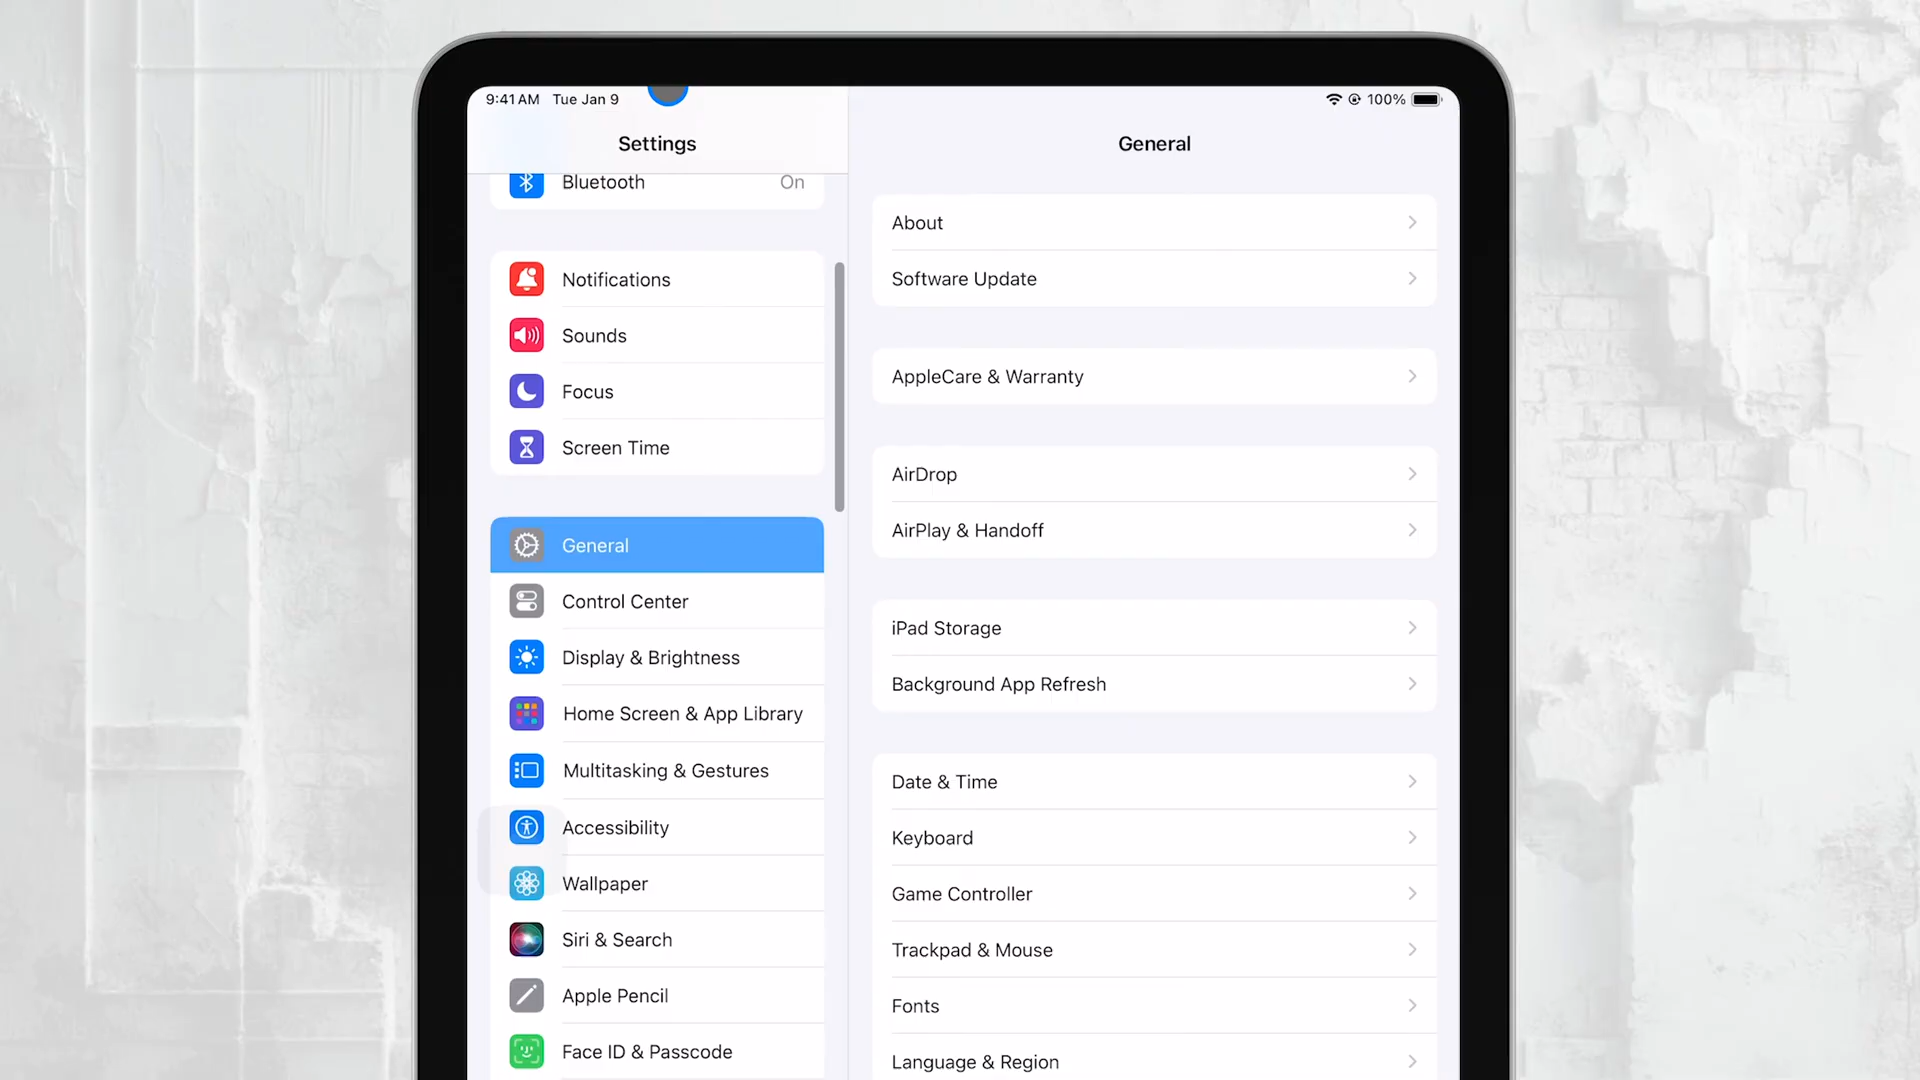 9:41 AM Tue Jan 9
100%
Settings
Bluetooth On
Notifications
Sounds
Focus
Screen Time
General
Control Center
Display & Brightness
Home Screen & App Library
Multitasking & Gestures
Accessibility
Wallpaper
Siri & Search
Apple Pencil
Face ID & Passcode
General
About
Software Update
AppleCare & Warranty
AirDrop
AirPlay & Handoff
iPad Storage
Background App Refresh
Date & Time
Keyboard
Game Controller
Trackpad & Mouse
Fonts
Language & Region